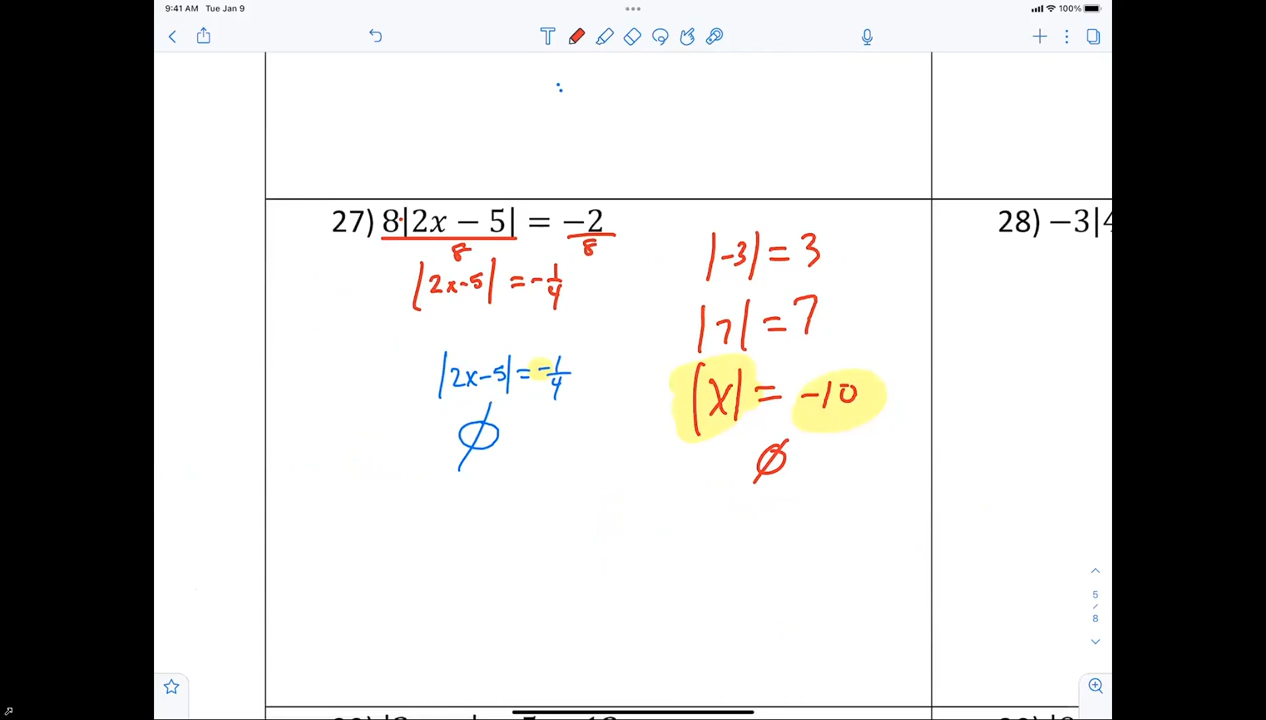 9:41 AM Tue Jan 9
100%
T
27) 8|2x − 5| = −2
8 8
|2x-5| = -1/4
|2x-5| = -1/4
∅
|-3| = 3
|7| = 7
|x| = -10
∅
28) −3|4
5
/
8